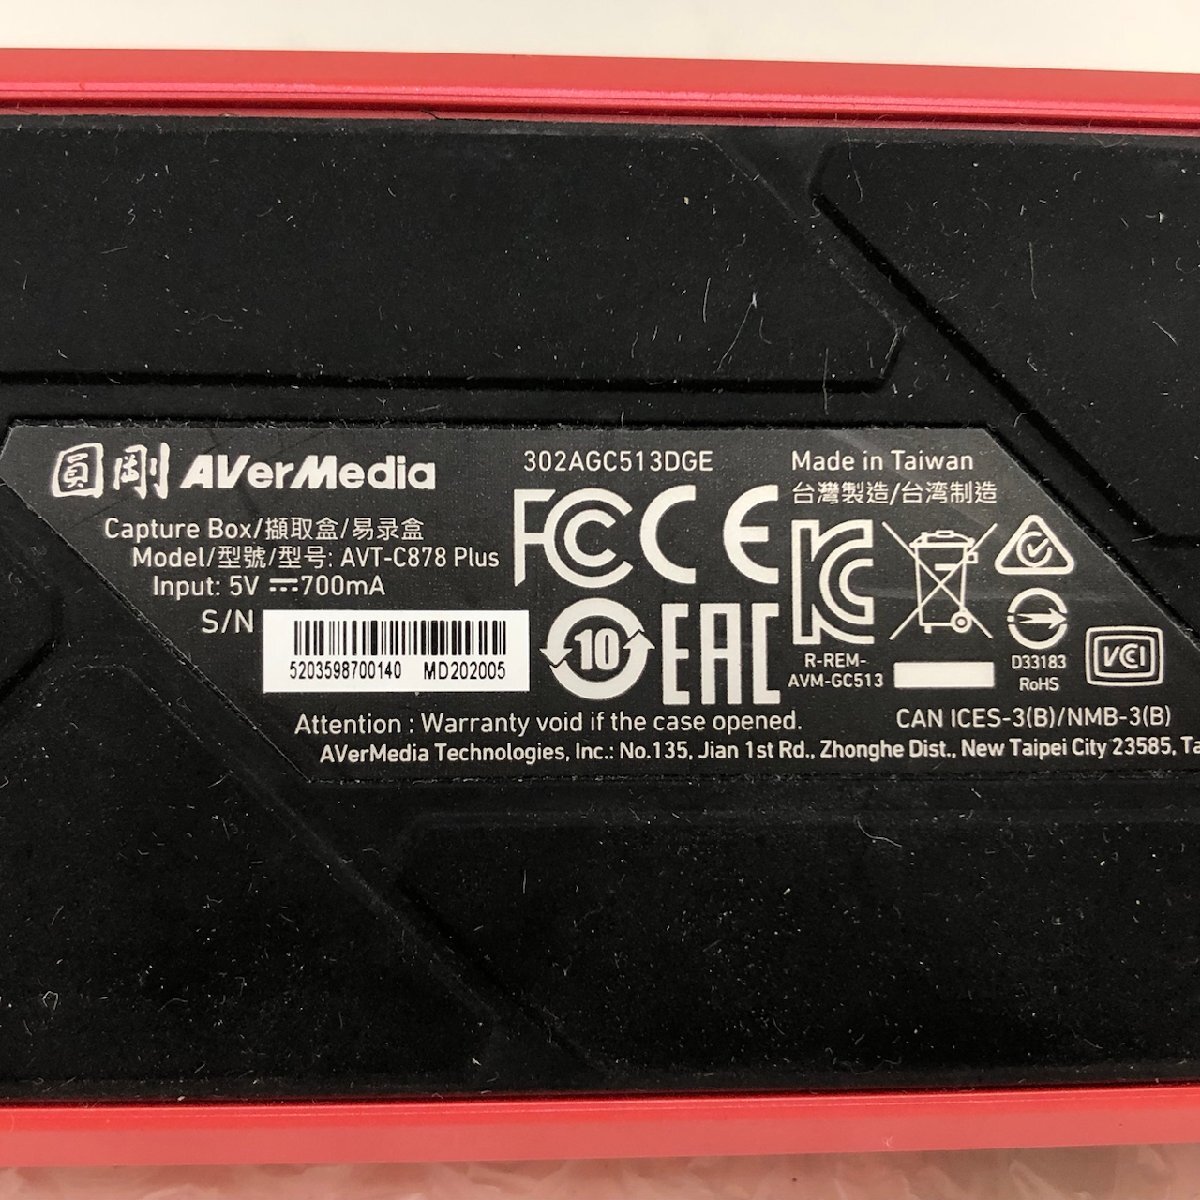 圓剛 AVerMedia
302AGC513DGE
Made in Taiwan
台灣製造/台湾制造
Capture Box/擷取盒/易录盒
Model/型號/型号: AVT-C878 Plus
Input: 5V ⎓700mA
FCC CE
S/N
5203598700140 MD202005
10
EAC
R-REM-
AVM-GC513
D33183
RoHS
VCCI
Attention : Warranty void if the case opened.
CAN ICES-3(B)/NMB-3(B)
AVerMedia Technologies, Inc.: No.135, Jian 1st Rd., Zhonghe Dist., New Taipei City 23585, Ta